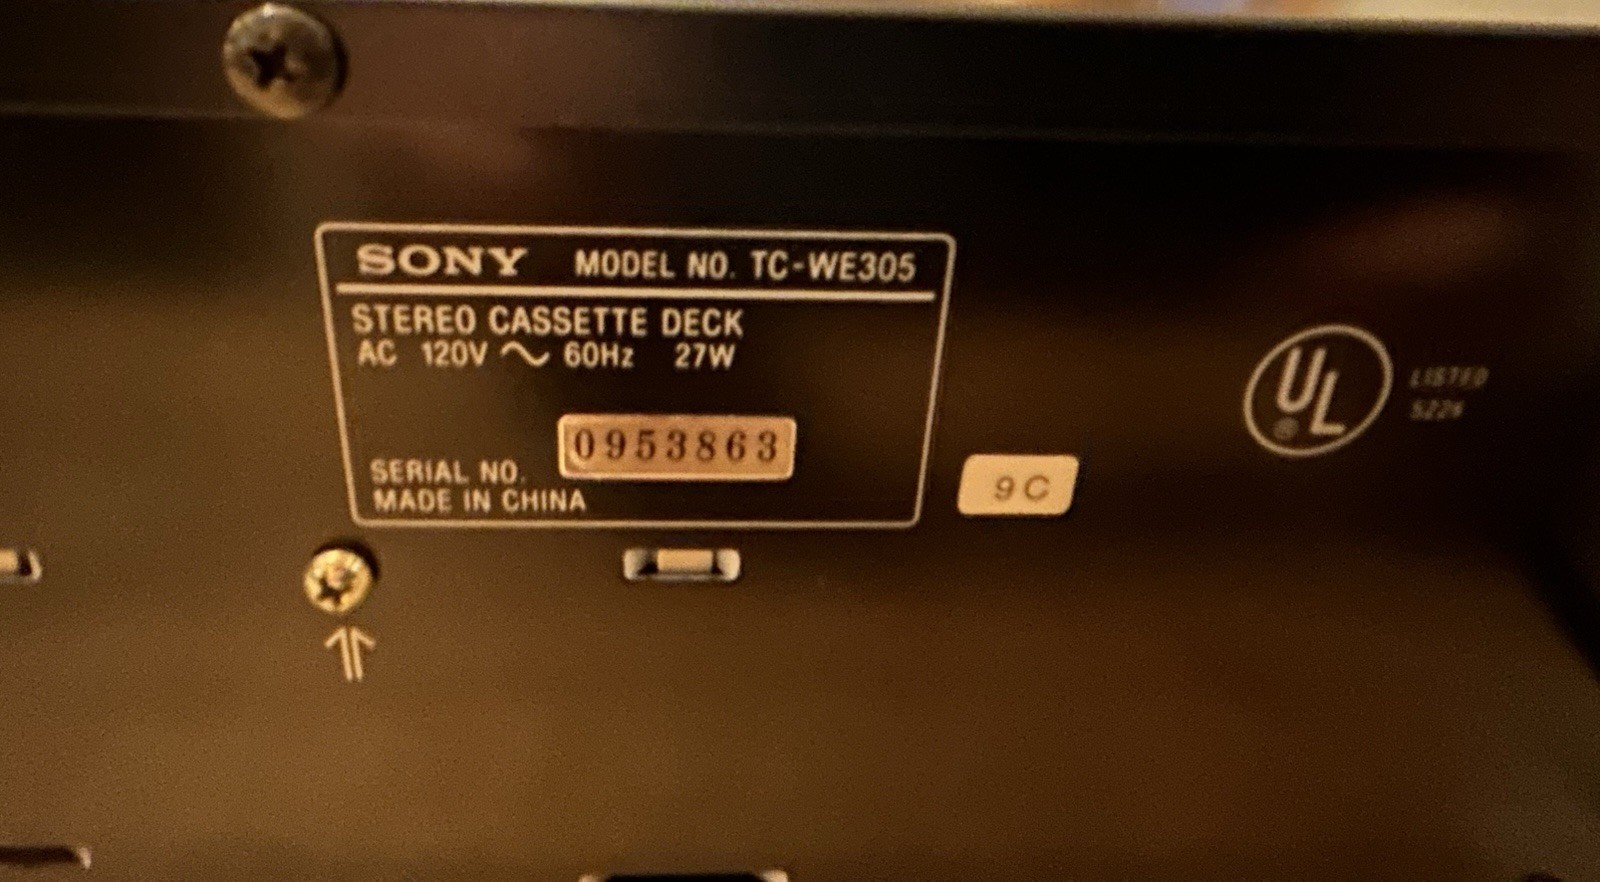 SONY MODEL NO. TC-WE305
STEREO CASSETTE DECK
AC 120V ~ 60Hz 27W
0953863
SERIAL NO.
MADE IN CHINA
9C
UL
®
LISTED